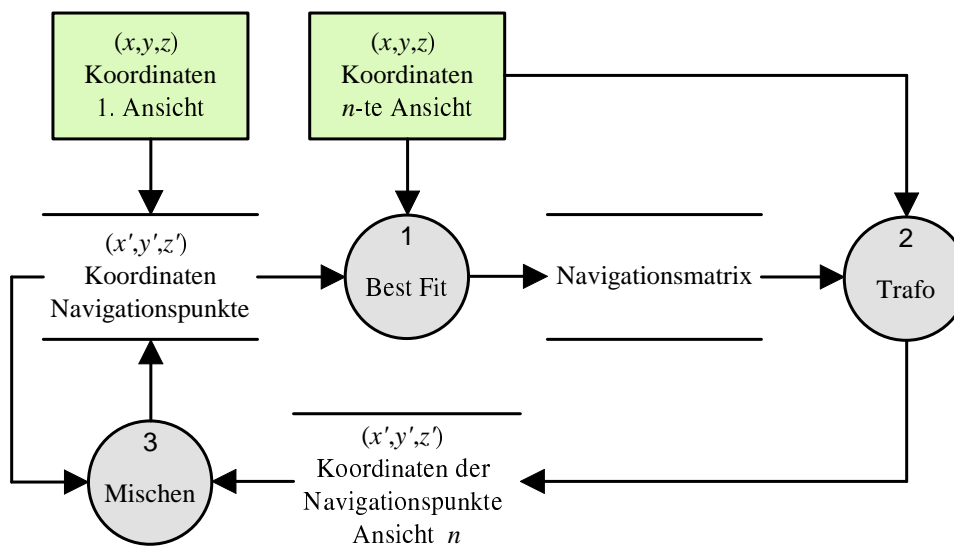 (x,y,z)
Koordinaten
1. Ansicht
(x,y,z)
Koordinaten
n-te Ansicht
(x′,y′,z′)
Koordinaten
Navigationspunkte
1
Best Fit
Navigationsmatrix
2
Trafo
3
Mischen
(x′,y′,z′)
Koordinaten der
Navigationspunkte
Ansicht n